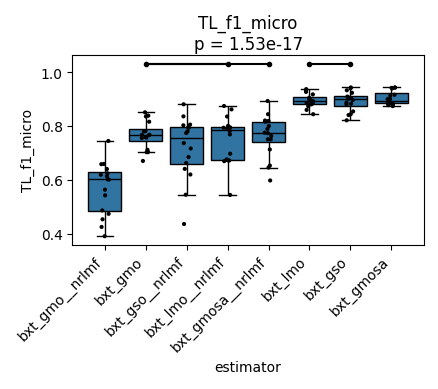 TL_f1_micro
p = 1.53e-17
TL_f1_micro
1.0
0.8
0.6
0.4
bxt_gmo__nrlmf
bxt_gmo
bxt_gso__nrlmf
bxt_lmo__nrlmf
bxt_gmosa__nrlmf
bxt_lmo
bxt_gso
bxt_gmosa
estimator